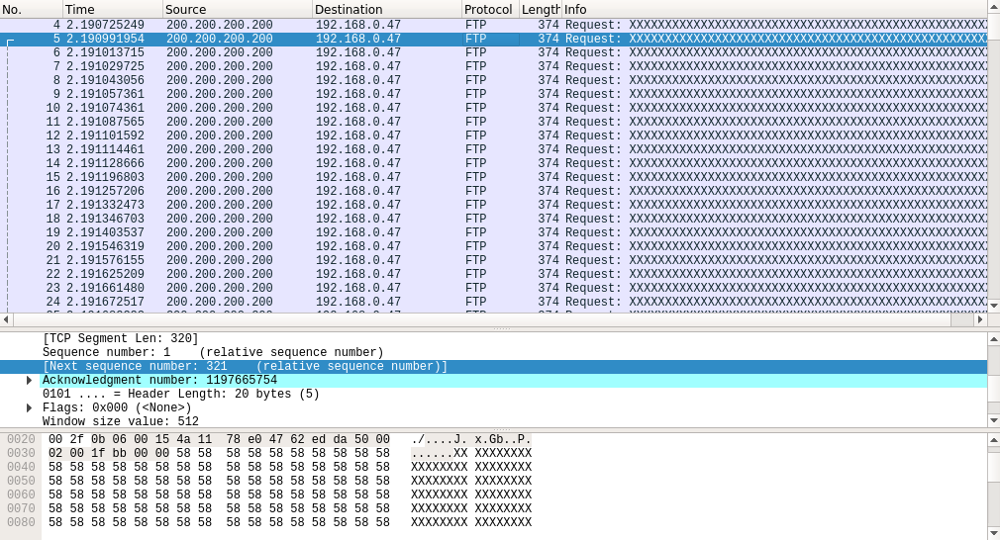 No. Time Source Destination Protocol Length Info
4 2.190725249 200.200.200.200 192.168.0.47 FTP 374 Request: XXXXXXXXXXXXXXXXXXXXXXXXXXXXXXXXXXXXXXXXXXXXXXXXXX
5 2.190991954 200.200.200.200 192.168.0.47 FTP 374 Request: XXXXXXXXXXXXXXXXXXXXXXXXXXXXXXXXXXXXXXXXXXXXXXXXXX
6 2.191013715 200.200.200.200 192.168.0.47 FTP 374 Request: XXXXXXXXXXXXXXXXXXXXXXXXXXXXXXXXXXXXXXXXXXXXXXXXXX
7 2.191029725 200.200.200.200 192.168.0.47 FTP 374 Request: XXXXXXXXXXXXXXXXXXXXXXXXXXXXXXXXXXXXXXXXXXXXXXXXXX
8 2.191043056 200.200.200.200 192.168.0.47 FTP 374 Request: XXXXXXXXXXXXXXXXXXXXXXXXXXXXXXXXXXXXXXXXXXXXXXXXXX
9 2.191057361 200.200.200.200 192.168.0.47 FTP 374 Request: XXXXXXXXXXXXXXXXXXXXXXXXXXXXXXXXXXXXXXXXXXXXXXXXXX
10 2.191074361 200.200.200.200 192.168.0.47 FTP 374 Request: XXXXXXXXXXXXXXXXXXXXXXXXXXXXXXXXXXXXXXXXXXXXXXXXXX
11 2.191087565 200.200.200.200 192.168.0.47 FTP 374 Request: XXXXXXXXXXXXXXXXXXXXXXXXXXXXXXXXXXXXXXXXXXXXXXXXXX
12 2.191101592 200.200.200.200 192.168.0.47 FTP 374 Request: XXXXXXXXXXXXXXXXXXXXXXXXXXXXXXXXXXXXXXXXXXXXXXXXXX
13 2.191114461 200.200.200.200 192.168.0.47 FTP 374 Request: XXXXXXXXXXXXXXXXXXXXXXXXXXXXXXXXXXXXXXXXXXXXXXXXXX
14 2.191128666 200.200.200.200 192.168.0.47 FTP 374 Request: XXXXXXXXXXXXXXXXXXXXXXXXXXXXXXXXXXXXXXXXXXXXXXXXXX
15 2.191196803 200.200.200.200 192.168.0.47 FTP 374 Request: XXXXXXXXXXXXXXXXXXXXXXXXXXXXXXXXXXXXXXXXXXXXXXXXXX
16 2.191257206 200.200.200.200 192.168.0.47 FTP 374 Request: XXXXXXXXXXXXXXXXXXXXXXXXXXXXXXXXXXXXXXXXXXXXXXXXXX
17 2.191332473 200.200.200.200 192.168.0.47 FTP 374 Request: XXXXXXXXXXXXXXXXXXXXXXXXXXXXXXXXXXXXXXXXXXXXXXXXXX
18 2.191346703 200.200.200.200 192.168.0.47 FTP 374 Request: XXXXXXXXXXXXXXXXXXXXXXXXXXXXXXXXXXXXXXXXXXXXXXXXXX
19 2.191403537 200.200.200.200 192.168.0.47 FTP 374 Request: XXXXXXXXXXXXXXXXXXXXXXXXXXXXXXXXXXXXXXXXXXXXXXXXXX
20 2.191546319 200.200.200.200 192.168.0.47 FTP 374 Request: XXXXXXXXXXXXXXXXXXXXXXXXXXXXXXXXXXXXXXXXXXXXXXXXXX
21 2.191576155 200.200.200.200 192.168.0.47 FTP 374 Request: XXXXXXXXXXXXXXXXXXXXXXXXXXXXXXXXXXXXXXXXXXXXXXXXXX
22 2.191625209 200.200.200.200 192.168.0.47 FTP 374 Request: XXXXXXXXXXXXXXXXXXXXXXXXXXXXXXXXXXXXXXXXXXXXXXXXXX
23 2.191661480 200.200.200.200 192.168.0.47 FTP 374 Request: XXXXXXXXXXXXXXXXXXXXXXXXXXXXXXXXXXXXXXXXXXXXXXXXXX
24 2.191672517 200.200.200.200 192.168.0.47 FTP 374 Request: XXXXXXXXXXXXXXXXXXXXXXXXXXXXXXXXXXXXXXXXXXXXXXXXXX
[TCP Segment Len: 320]
Sequence number: 1 (relative sequence number)
[Next sequence number: 321 (relative sequence number)]
Acknowledgment number: 1197665754
0101 .... = Header Length: 20 bytes (5)
Flags: 0x000 (<None>)
Window size value: 512
0020 00 2f 0b 06 00 15 4a 11 78 e0 47 62 ed da 50 00 ./....J. x.Gb..P.
0030 02 00 1f bb 00 00 58 58 58 58 58 58 58 58 58 58 ......XX XXXXXXXX
0040 58 58 58 58 58 58 58 58 58 58 58 58 58 58 58 58 XXXXXXXX XXXXXXXX
0050 58 58 58 58 58 58 58 58 58 58 58 58 58 58 58 58 XXXXXXXX XXXXXXXX
0060 58 58 58 58 58 58 58 58 58 58 58 58 58 58 58 58 XXXXXXXX XXXXXXXX
0070 58 58 58 58 58 58 58 58 58 58 58 58 58 58 58 58 XXXXXXXX XXXXXXXX
0080 58 58 58 58 58 58 58 58 58 58 58 58 58 58 58 58 XXXXXXXX XXXXXXXX